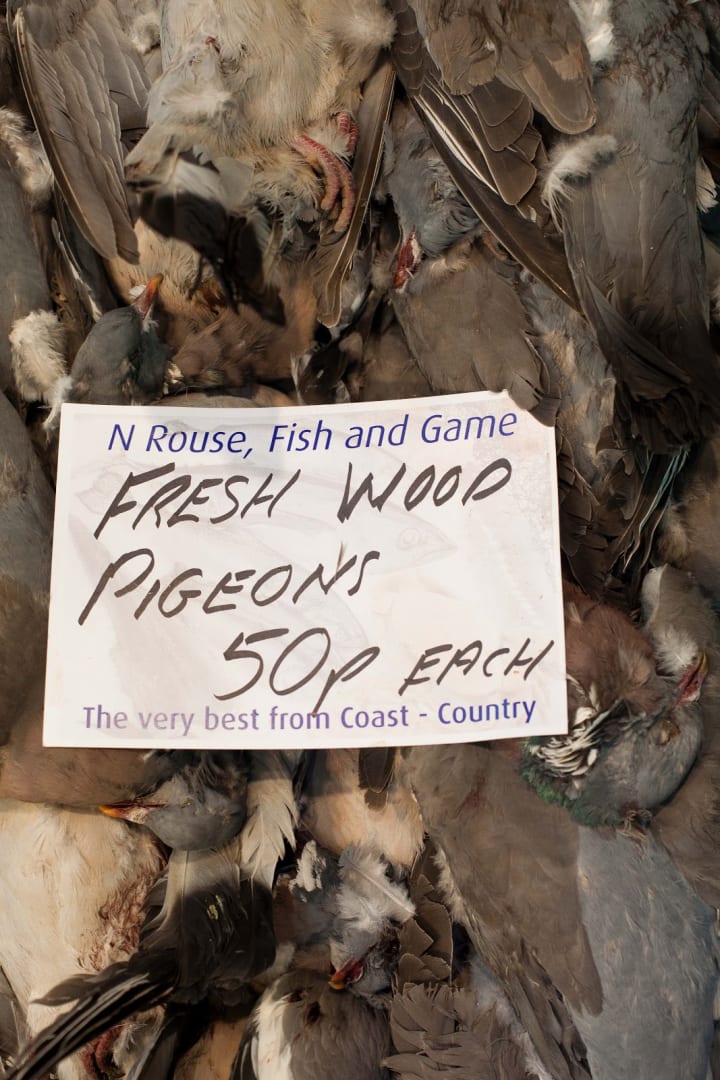 N Rouse, Fish and Game
FRESH WOOD
PIGEONS
50p EACH
The very best from Coast - Country